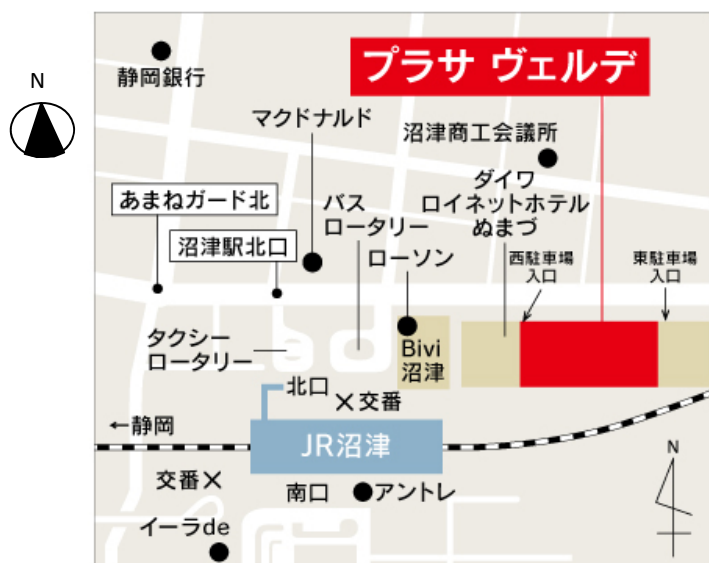 静岡銀行
プラサ ヴェルデ
N
マクドナルド
沼津商工会議所
あまねガード北
バス
ロータリー
ダイワ
ロイネットホテル
ぬまづ
沼津駅北口
ローソン
西駐車場
入口
東駐車場
入口
タクシー
ロータリー
Bivi
沼津
北口
交番
←静岡
JR沼津
N
交番
南口
アントレ
イーラde